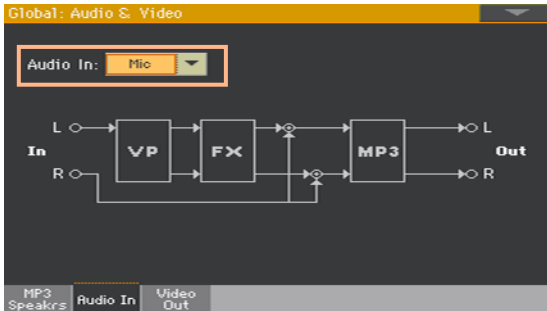 Global: Audio & Video
Audio In: Mic
L L
In VP FX MP3 Out
R R
MP3 Speakrs Audio In Video Out